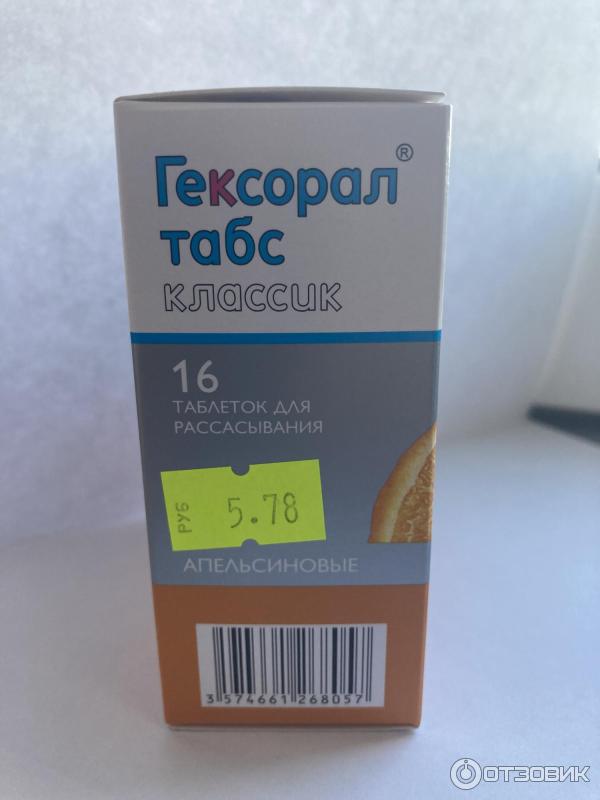 Гексорал®
табс
классик
16
ТАБЛЕТОК ДЛЯ
РАССАСЫВАНИЯ
РУБ 5.78
АПЕЛЬСИНОВЫЕ
3574661268057
ОТЗОВИК